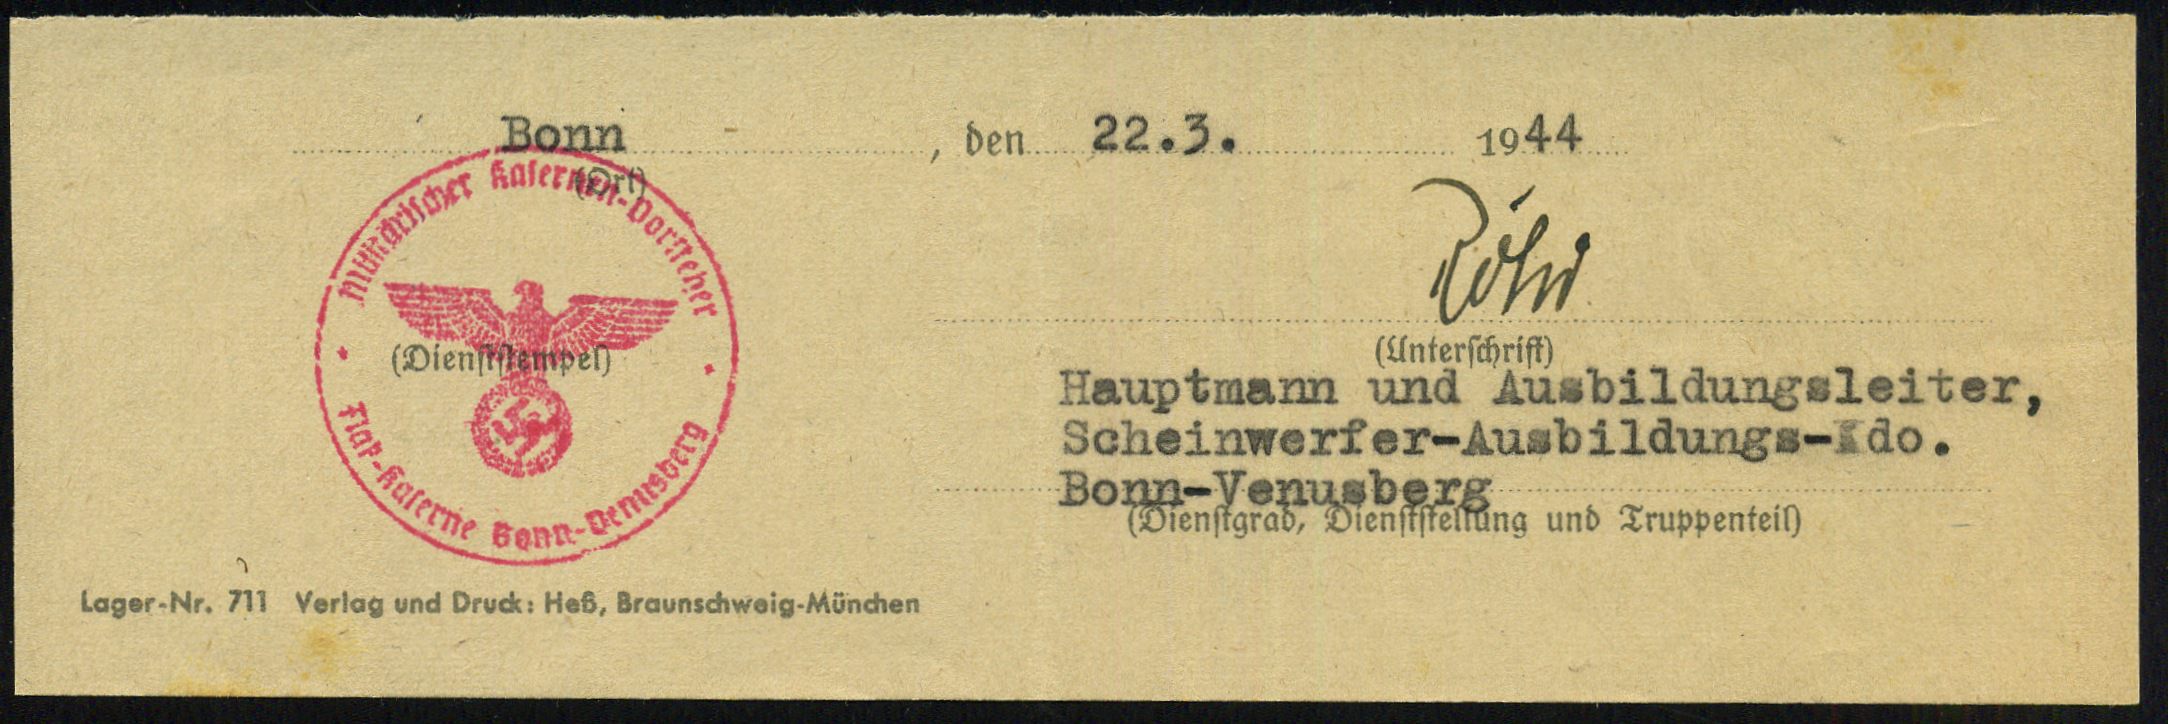 Bonn, den 22.3. 1944
(Ort)
Militärischer Kasernen-Vorsteher
Flak-Kaserne Bonn-Venusberg
(Dienststempel)
Röhr
(Unterschrift)
Hauptmann und Ausbildungsleiter,
Scheinwerfer-Ausbildungs-Kdo.
Bonn-Venusberg
(Dienstgrad, Dienststellung und Truppenteil)
Lager-Nr. 711 Verlag und Druck: Heß, Braunschweig-München